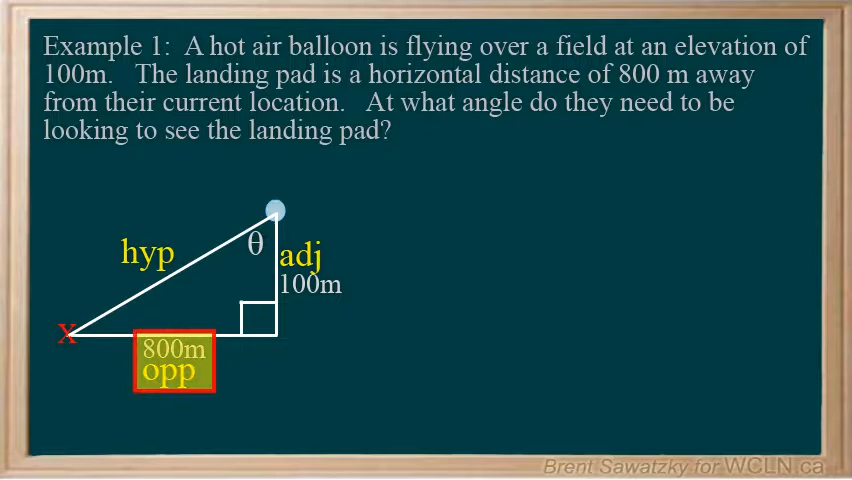 Example 1:  A hot air balloon is flying over a field at an elevation of
100m.   The landing pad is a horizontal distance of 800 m away
from their current location.   At what angle do they need to be
looking to see the landing pad?
hyp
θ
adj
100m
X
800m
opp
Brent Sawatzky for WCLN.ca